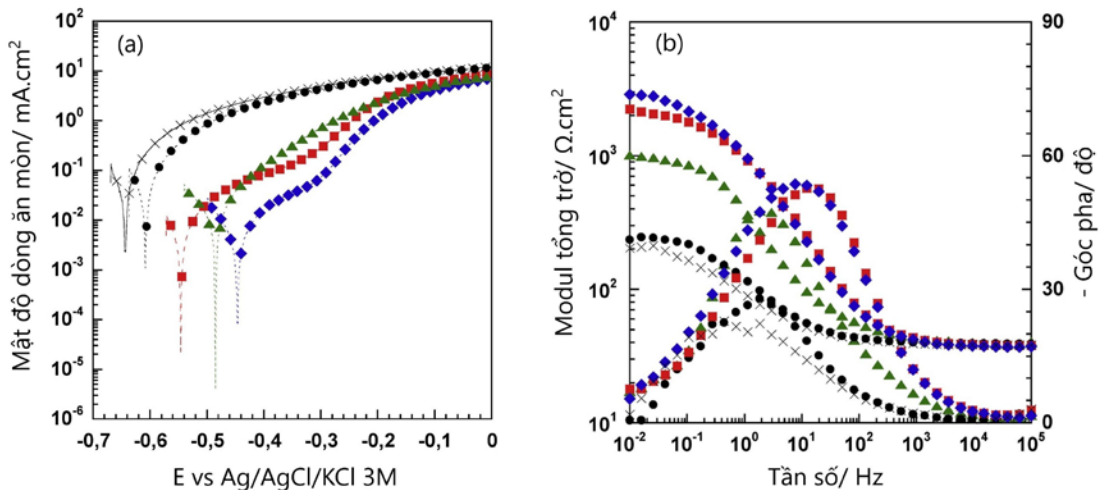 (a)
Mật độ dòng ăn mòn/ mA.cm²
10²
10¹
10⁰
10⁻¹
10⁻²
10⁻³
10⁻⁴
10⁻⁵
10⁻⁶
-0,7 -0,6 -0,5 -0,4 -0,3 -0,2 -0,1 0
E vs Ag/AgCl/KCl 3M
(b)
Modul tổng trở/ Ω.cm²
10⁴
10³
10²
10¹
10⁻² 10⁻¹ 10⁰ 10¹ 10² 10³ 10⁴ 10⁵
Tần số/ Hz
90
60
30
0
- Góc pha/ độ